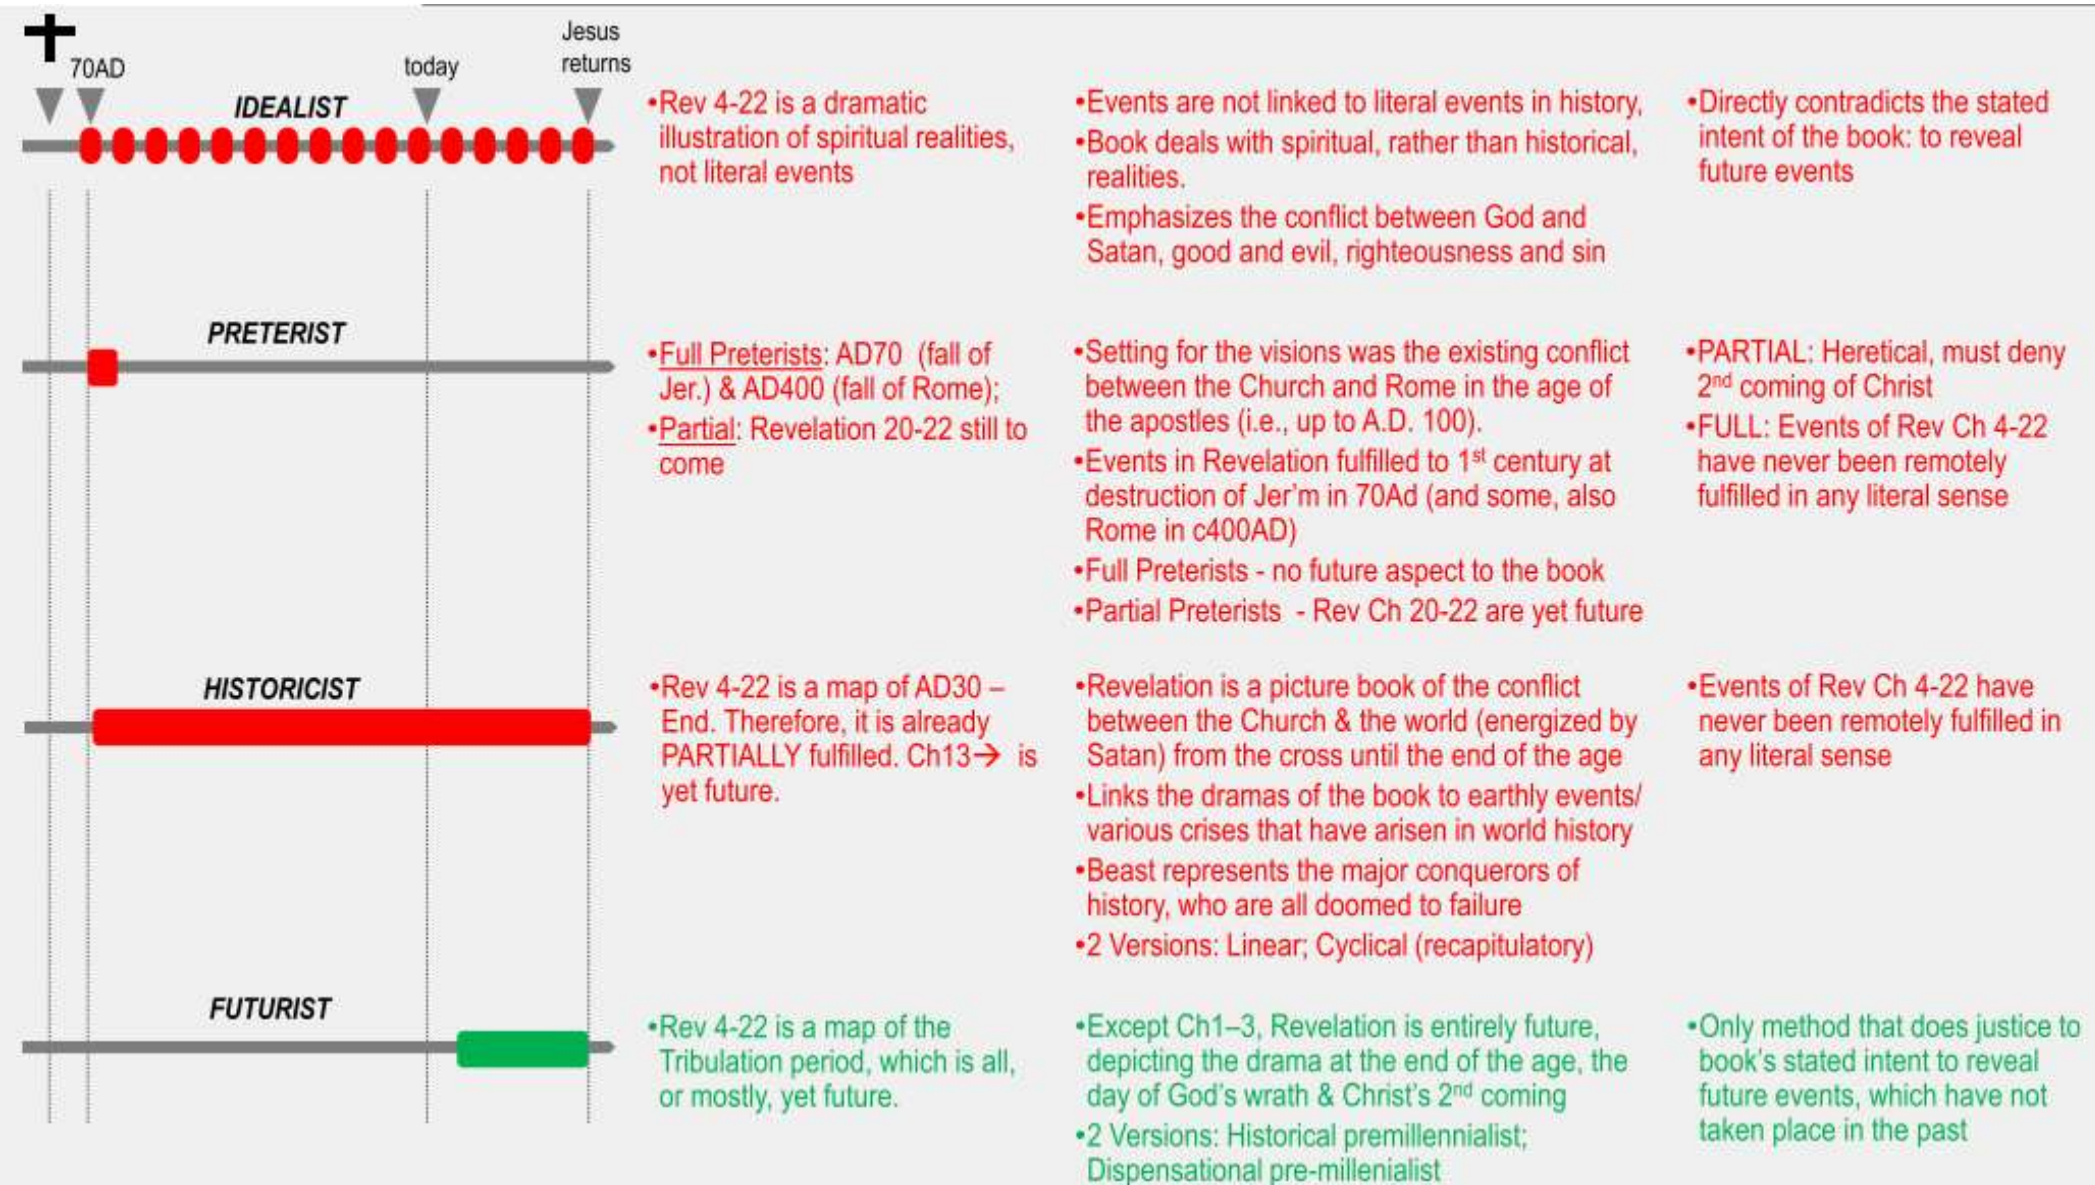 Jesus
returns
70AD
today
IDEALIST
•Rev 4-22 is a dramatic
illustration of spiritual realities,
not literal events
•Events are not linked to literal events in history,
•Book deals with spiritual, rather than historical,
realities.
•Emphasizes the conflict between God and
Satan, good and evil, righteousness and sin
•Directly contradicts the stated
intent of the book: to reveal
future events
PRETERIST
•Full Preterists: AD70 (fall of
Jer.) & AD400 (fall of Rome);
•Partial: Revelation 20-22 still to
come
•Setting for the visions was the existing conflict
between the Church and Rome in the age of
the apostles (i.e., up to A.D. 100).
•Events in Revelation fulfilled to 1st century at
destruction of Jer’m in 70Ad (and some, also
Rome in c400AD)
•Full Preterists - no future aspect to the book
•Partial Preterists - Rev Ch 20-22 are yet future
•PARTIAL: Heretical, must deny
2nd coming of Christ
•FULL: Events of Rev Ch 4-22
have never been remotely
fulfilled in any literal sense
HISTORICIST
•Rev 4-22 is a map of AD30 –
End. Therefore, it is already
PARTIALLY fulfilled. Ch13→ is
yet future.
•Revelation is a picture book of the conflict
between the Church & the world (energized by
Satan) from the cross until the end of the age
•Links the dramas of the book to earthly events/
various crises that have arisen in world history
•Beast represents the major conquerors of
history, who are all doomed to failure
•2 Versions: Linear; Cyclical (recapitulatory)
•Events of Rev Ch 4-22 have
never been remotely fulfilled in
any literal sense
FUTURIST
•Rev 4-22 is a map of the
Tribulation period, which is all,
or mostly, yet future.
•Except Ch1–3, Revelation is entirely future,
depicting the drama at the end of the age, the
day of God’s wrath & Christ’s 2nd coming
•2 Versions: Historical premillennialist;
Dispensational pre-millenialist
•Only method that does justice to
book’s stated intent to reveal
future events, which have not
taken place in the past